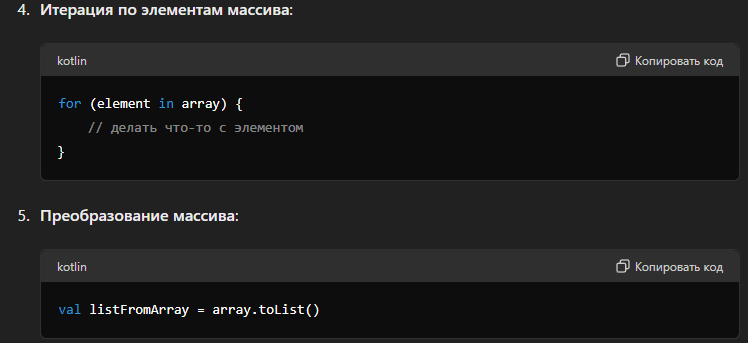 4. Итерация по элементам массива:
kotlin Копировать код
for (element in array) {
    // делать что-то с элементом
}
5. Преобразование массива:
kotlin Копировать код
val listFromArray = array.toList()